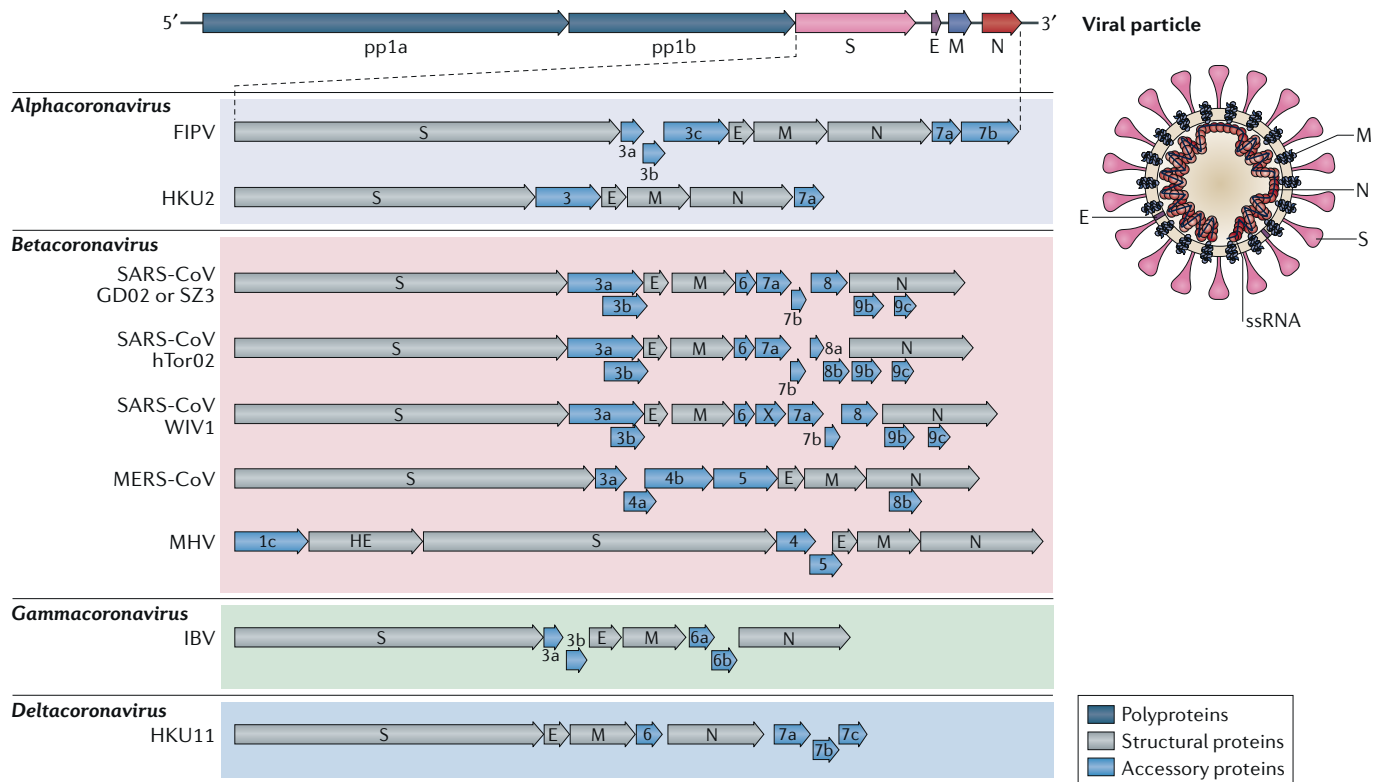 5′ 3′
pp1a pp1b S E M N
Viral particle
M
N
E
S
ssRNA
Alphacoronavirus
FIPV S 3a 3b 3c E M N 7a 7b
HKU2 S 3 E M N 7a
Betacoronavirus
SARS-CoV
GD02 or SZ3
S 3a E M 6 7a 8 N
3b 7b 9b 9c
SARS-CoV
hTor02
S 3a E M 6 7a 8a N
3b 7b 8b 9b 9c
SARS-CoV
WIV1
S 3a E M 6 X 7a 8 N
3b 7b 9b 9c
MERS-CoV S 3a 4b 5 E M N
4a 8b
MHV 1c HE S 4 E M N
5
Gammacoronavirus
IBV S 3a 3b E M 6a N
6b
Deltacoronavirus
HKU11 S E M 6 N 7a 7c
7b
Polyproteins
Structural proteins
Accessory proteins